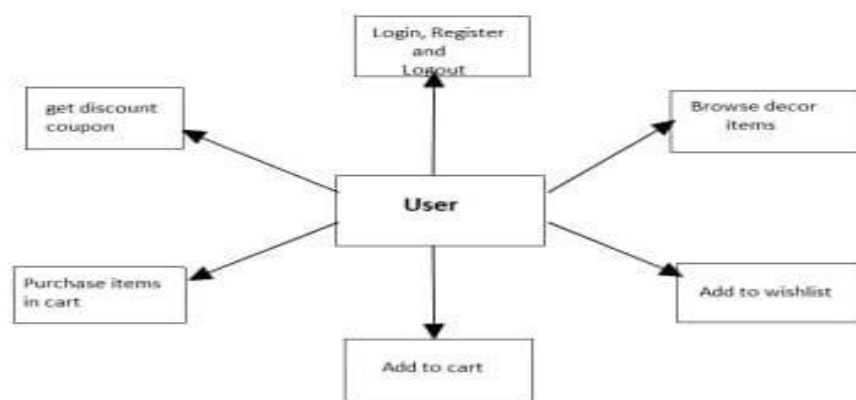 Login, Register
and
Logout
get discount
coupon
Browse decor
items
User
Purchase items
in cart
Add to wishlist
Add to cart